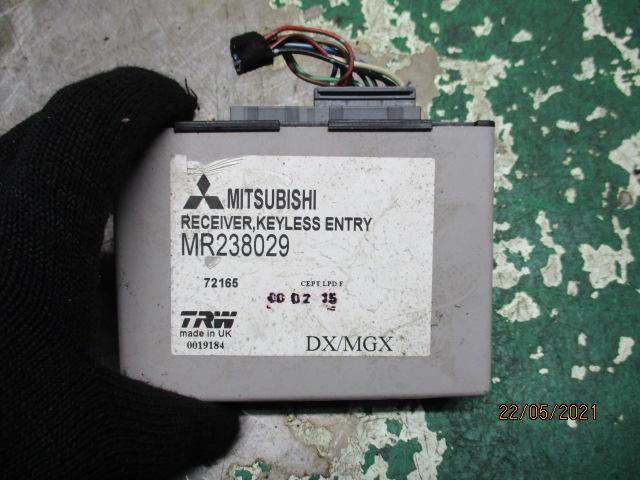 MITSUBISHI
RECEIVER,KEYLESS ENTRY
MR238029
72165
CEPT LPD F
00 02 15
TRW
made in UK
0019184
DX/MGX
22/05/2021